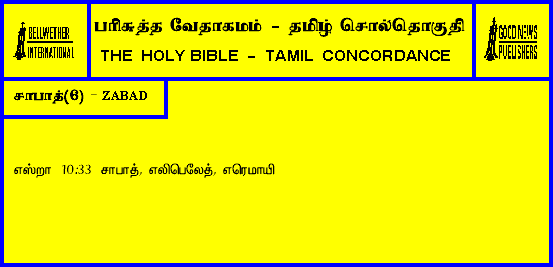 BELLWETHER
INTERNATIONAL
பரிசுத்த வேதாகமம் - தமிழ் சொல்தொகுதி
THE HOLY BIBLE - TAMIL CONCORDANCE
GOOD NEWS
PUBLISHERS
சாபாத்(6) - ZABAD
எஸ்றா 10:33 சாபாத், எலிபெலேத், எரெமாயி